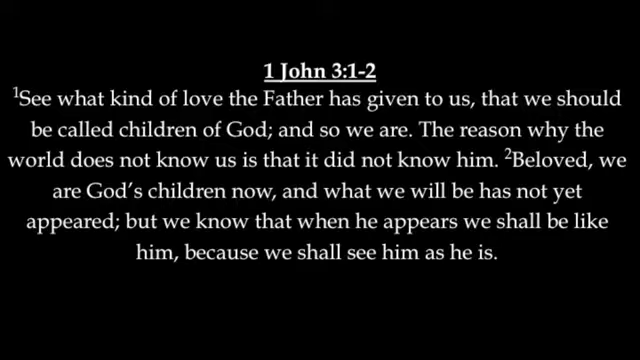 1 John 3:1-2
¹See what kind of love the Father has given to us, that we should
be called children of God; and so we are. The reason why the
world does not know us is that it did not know him. ²Beloved, we
are God’s children now, and what we will be has not yet
appeared; but we know that when he appears we shall be like
him, because we shall see him as he is.